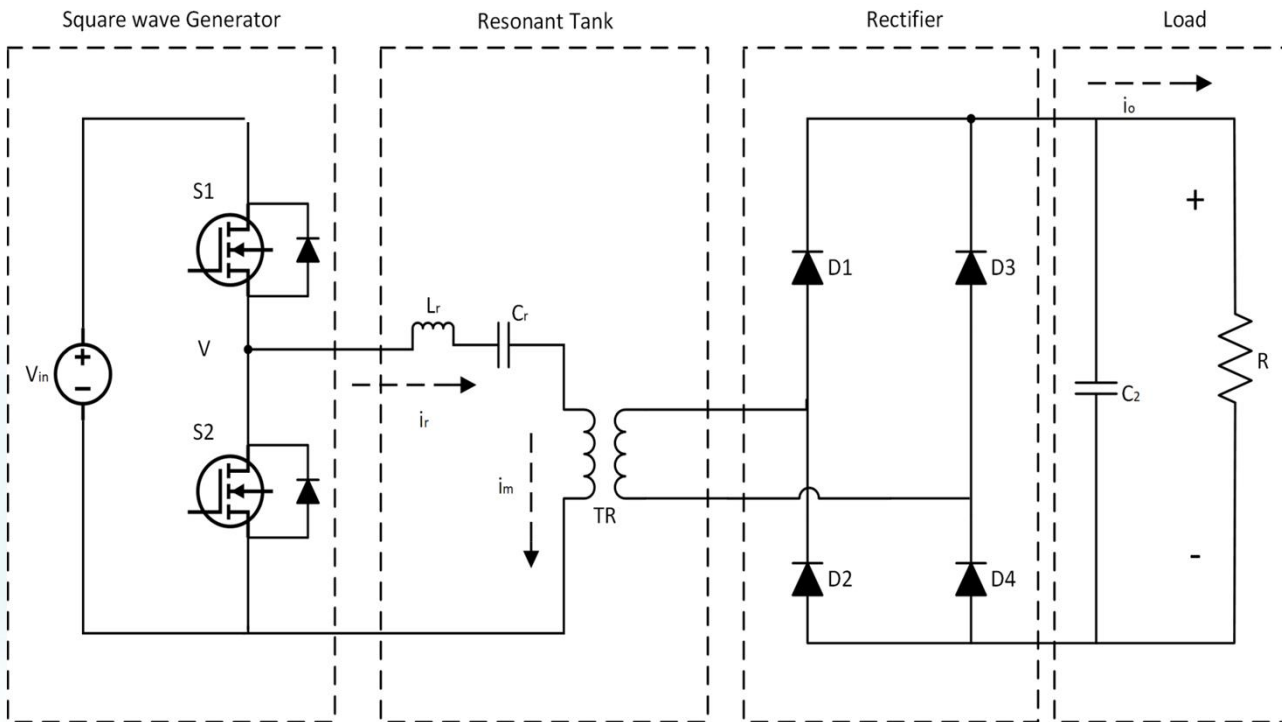 Square wave Generator
Resonant Tank
Rectifier
Load
S1
V
Vin
+
-
S2
Lr
Cr
ir
im
TR
D1
D3
D2
D4
io
+
C2
R
-